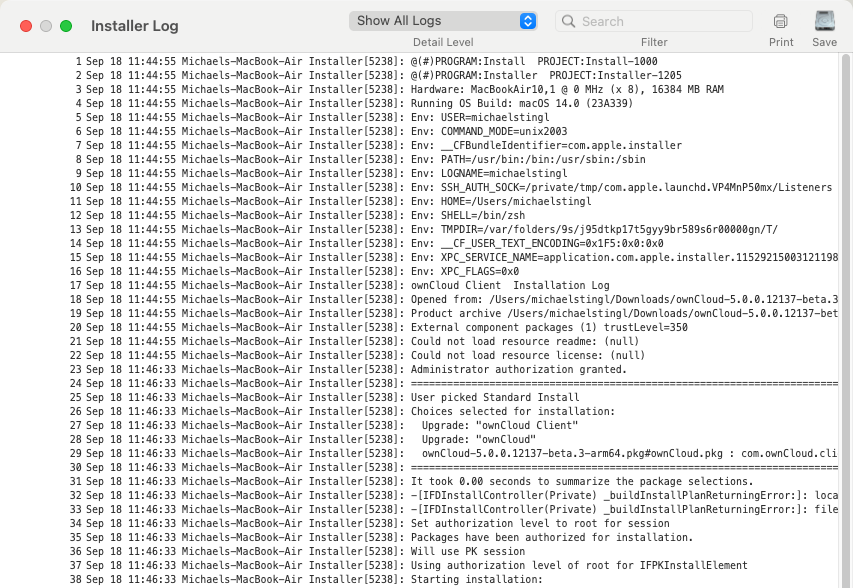 Installer Log
Show All Logs
Search
Detail Level
Filter
Print
Save
1 Sep 18 11:44:55 Michaels-MacBook-Air Installer[5238]: @(#)PROGRAM:Install  PROJECT:Install-1000
2 Sep 18 11:44:55 Michaels-MacBook-Air Installer[5238]: @(#)PROGRAM:Installer  PROJECT:Installer-1205
3 Sep 18 11:44:55 Michaels-MacBook-Air Installer[5238]: Hardware: MacBookAir10,1 @ 0 MHz (x 8), 16384 MB RAM
4 Sep 18 11:44:55 Michaels-MacBook-Air Installer[5238]: Running OS Build: macOS 14.0 (23A339)
5 Sep 18 11:44:55 Michaels-MacBook-Air Installer[5238]: Env: USER=michaelstingl
6 Sep 18 11:44:55 Michaels-MacBook-Air Installer[5238]: Env: COMMAND_MODE=unix2003
7 Sep 18 11:44:55 Michaels-MacBook-Air Installer[5238]: Env: __CFBundleIdentifier=com.apple.installer
8 Sep 18 11:44:55 Michaels-MacBook-Air Installer[5238]: Env: PATH=/usr/bin:/bin:/usr/sbin:/sbin
9 Sep 18 11:44:55 Michaels-MacBook-Air Installer[5238]: Env: LOGNAME=michaelstingl
10 Sep 18 11:44:55 Michaels-MacBook-Air Installer[5238]: Env: SSH_AUTH_SOCK=/private/tmp/com.apple.launchd.VP4MnP50mx/Listeners
11 Sep 18 11:44:55 Michaels-MacBook-Air Installer[5238]: Env: HOME=/Users/michaelstingl
12 Sep 18 11:44:55 Michaels-MacBook-Air Installer[5238]: Env: SHELL=/bin/zsh
13 Sep 18 11:44:55 Michaels-MacBook-Air Installer[5238]: Env: TMPDIR=/var/folders/9s/j95dtkp17t5gyy9br589s6r00000gn/T/
14 Sep 18 11:44:55 Michaels-MacBook-Air Installer[5238]: Env: __CF_USER_TEXT_ENCODING=0x1F5:0x0:0x0
15 Sep 18 11:44:55 Michaels-MacBook-Air Installer[5238]: Env: XPC_SERVICE_NAME=application.com.apple.installer.11529215003121198
16 Sep 18 11:44:55 Michaels-MacBook-Air Installer[5238]: Env: XPC_FLAGS=0x0
17 Sep 18 11:44:55 Michaels-MacBook-Air Installer[5238]: ownCloud Client  Installation Log
18 Sep 18 11:44:55 Michaels-MacBook-Air Installer[5238]: Opened from: /Users/michaelstingl/Downloads/ownCloud-5.0.0.12137-beta.3
19 Sep 18 11:44:55 Michaels-MacBook-Air Installer[5238]: Product archive /Users/michaelstingl/Downloads/ownCloud-5.0.0.12137-bet
20 Sep 18 11:44:55 Michaels-MacBook-Air Installer[5238]: External component packages (1) trustLevel=350
21 Sep 18 11:44:55 Michaels-MacBook-Air Installer[5238]: Could not load resource readme: (null)
22 Sep 18 11:44:55 Michaels-MacBook-Air Installer[5238]: Could not load resource license: (null)
23 Sep 18 11:46:33 Michaels-MacBook-Air Installer[5238]: Administrator authorization granted.
24 Sep 18 11:46:33 Michaels-MacBook-Air Installer[5238]: =======================================================================
25 Sep 18 11:46:33 Michaels-MacBook-Air Installer[5238]: User picked Standard Install
26 Sep 18 11:46:33 Michaels-MacBook-Air Installer[5238]: Choices selected for installation:
27 Sep 18 11:46:33 Michaels-MacBook-Air Installer[5238]:   Upgrade: "ownCloud Client"
28 Sep 18 11:46:33 Michaels-MacBook-Air Installer[5238]:   Upgrade: "ownCloud"
29 Sep 18 11:46:33 Michaels-MacBook-Air Installer[5238]:   ownCloud-5.0.0.12137-beta.3-arm64.pkg#ownCloud.pkg : com.ownCloud.cli
30 Sep 18 11:46:33 Michaels-MacBook-Air Installer[5238]: =======================================================================
31 Sep 18 11:46:33 Michaels-MacBook-Air Installer[5238]: It took 0.00 seconds to summarize the package selections.
32 Sep 18 11:46:33 Michaels-MacBook-Air Installer[5238]: -[IFDInstallController(Private) _buildInstallPlanReturningError:]: loca
33 Sep 18 11:46:33 Michaels-MacBook-Air Installer[5238]: -[IFDInstallController(Private) _buildInstallPlanReturningError:]: file
34 Sep 18 11:46:33 Michaels-MacBook-Air Installer[5238]: Set authorization level to root for session
35 Sep 18 11:46:33 Michaels-MacBook-Air Installer[5238]: Packages have been authorized for installation.
36 Sep 18 11:46:33 Michaels-MacBook-Air Installer[5238]: Will use PK session
37 Sep 18 11:46:33 Michaels-MacBook-Air Installer[5238]: Using authorization level of root for IFPKInstallElement
38 Sep 18 11:46:33 Michaels-MacBook-Air Installer[5238]: Starting installation: